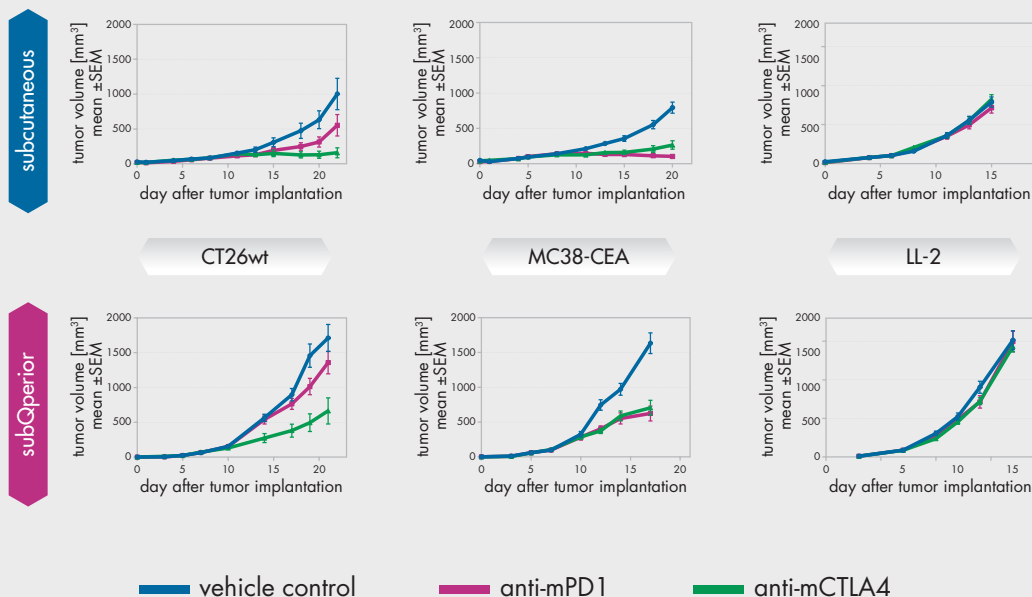 subcutaneous
tumor volume [mm³]
mean ±SEM
2000
1500
1000
500
0
0 5 10 15 20
day after tumor implantation
tumor volume [mm³]
mean ±SEM
2000
1500
1000
500
0
0 5 10 15 20
day after tumor implantation
tumor volume [mm³]
mean ±SEM
2000
1500
1000
500
0
0 5 10 15
day after tumor implantation
CT26wt
MC38-CEA
LL-2
subQperior
tumor volume [mm³]
mean ±SEM
2000
1500
1000
500
0
0 5 10 15 20
day after tumor implantation
tumor volume [mm³]
mean ±SEM
2000
1500
1000
500
0
0 5 10 15 20
day after tumor implantation
tumor volume [mm³]
mean ±SEM
2000
1500
1000
500
0
0 5 10 15
day after tumor implantation
vehicle control
anti-mPD1
anti-mCTLA4